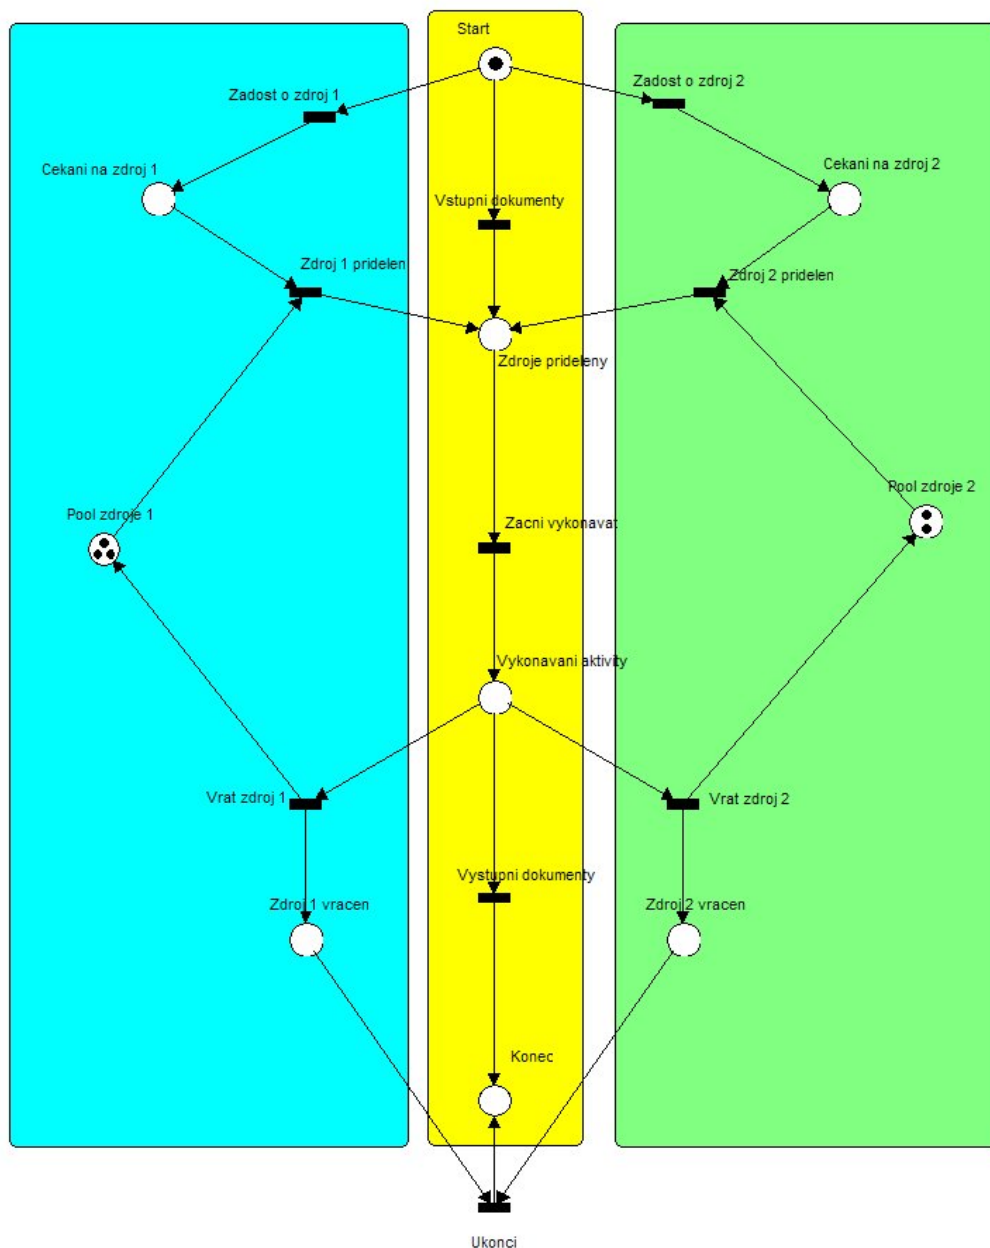 Start
Zadost o zdroj 1
Zadost o zdroj 2
Cekani na zdroj 1
Cekani na zdroj 2
Vstupni dokumenty
Zdroj 1 pridelen
Zdroj 2 pridelen
Zdroje prideleny
Pool zdroje 1
Pool zdroje 2
Zacni vykonavat
Vykonavani aktivity
Vrat zdroj 1
Vrat zdroj 2
Vystupni dokumenty
Zdroj 1 vracen
Zdroj 2 vracen
Konec
Ukonci